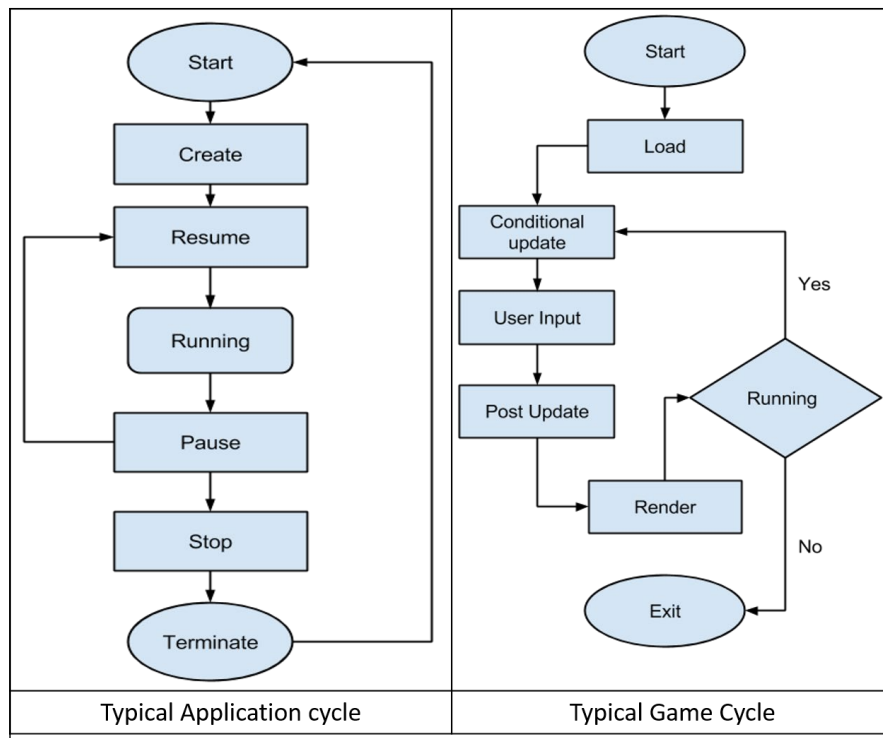 Start
Create
Resume
Running
Pause
Stop
Terminate
Typical Application cycle
Start
Load
Conditional
update
User Input
Post Update
Render
Running
Yes
No
Exit
Typical Game Cycle